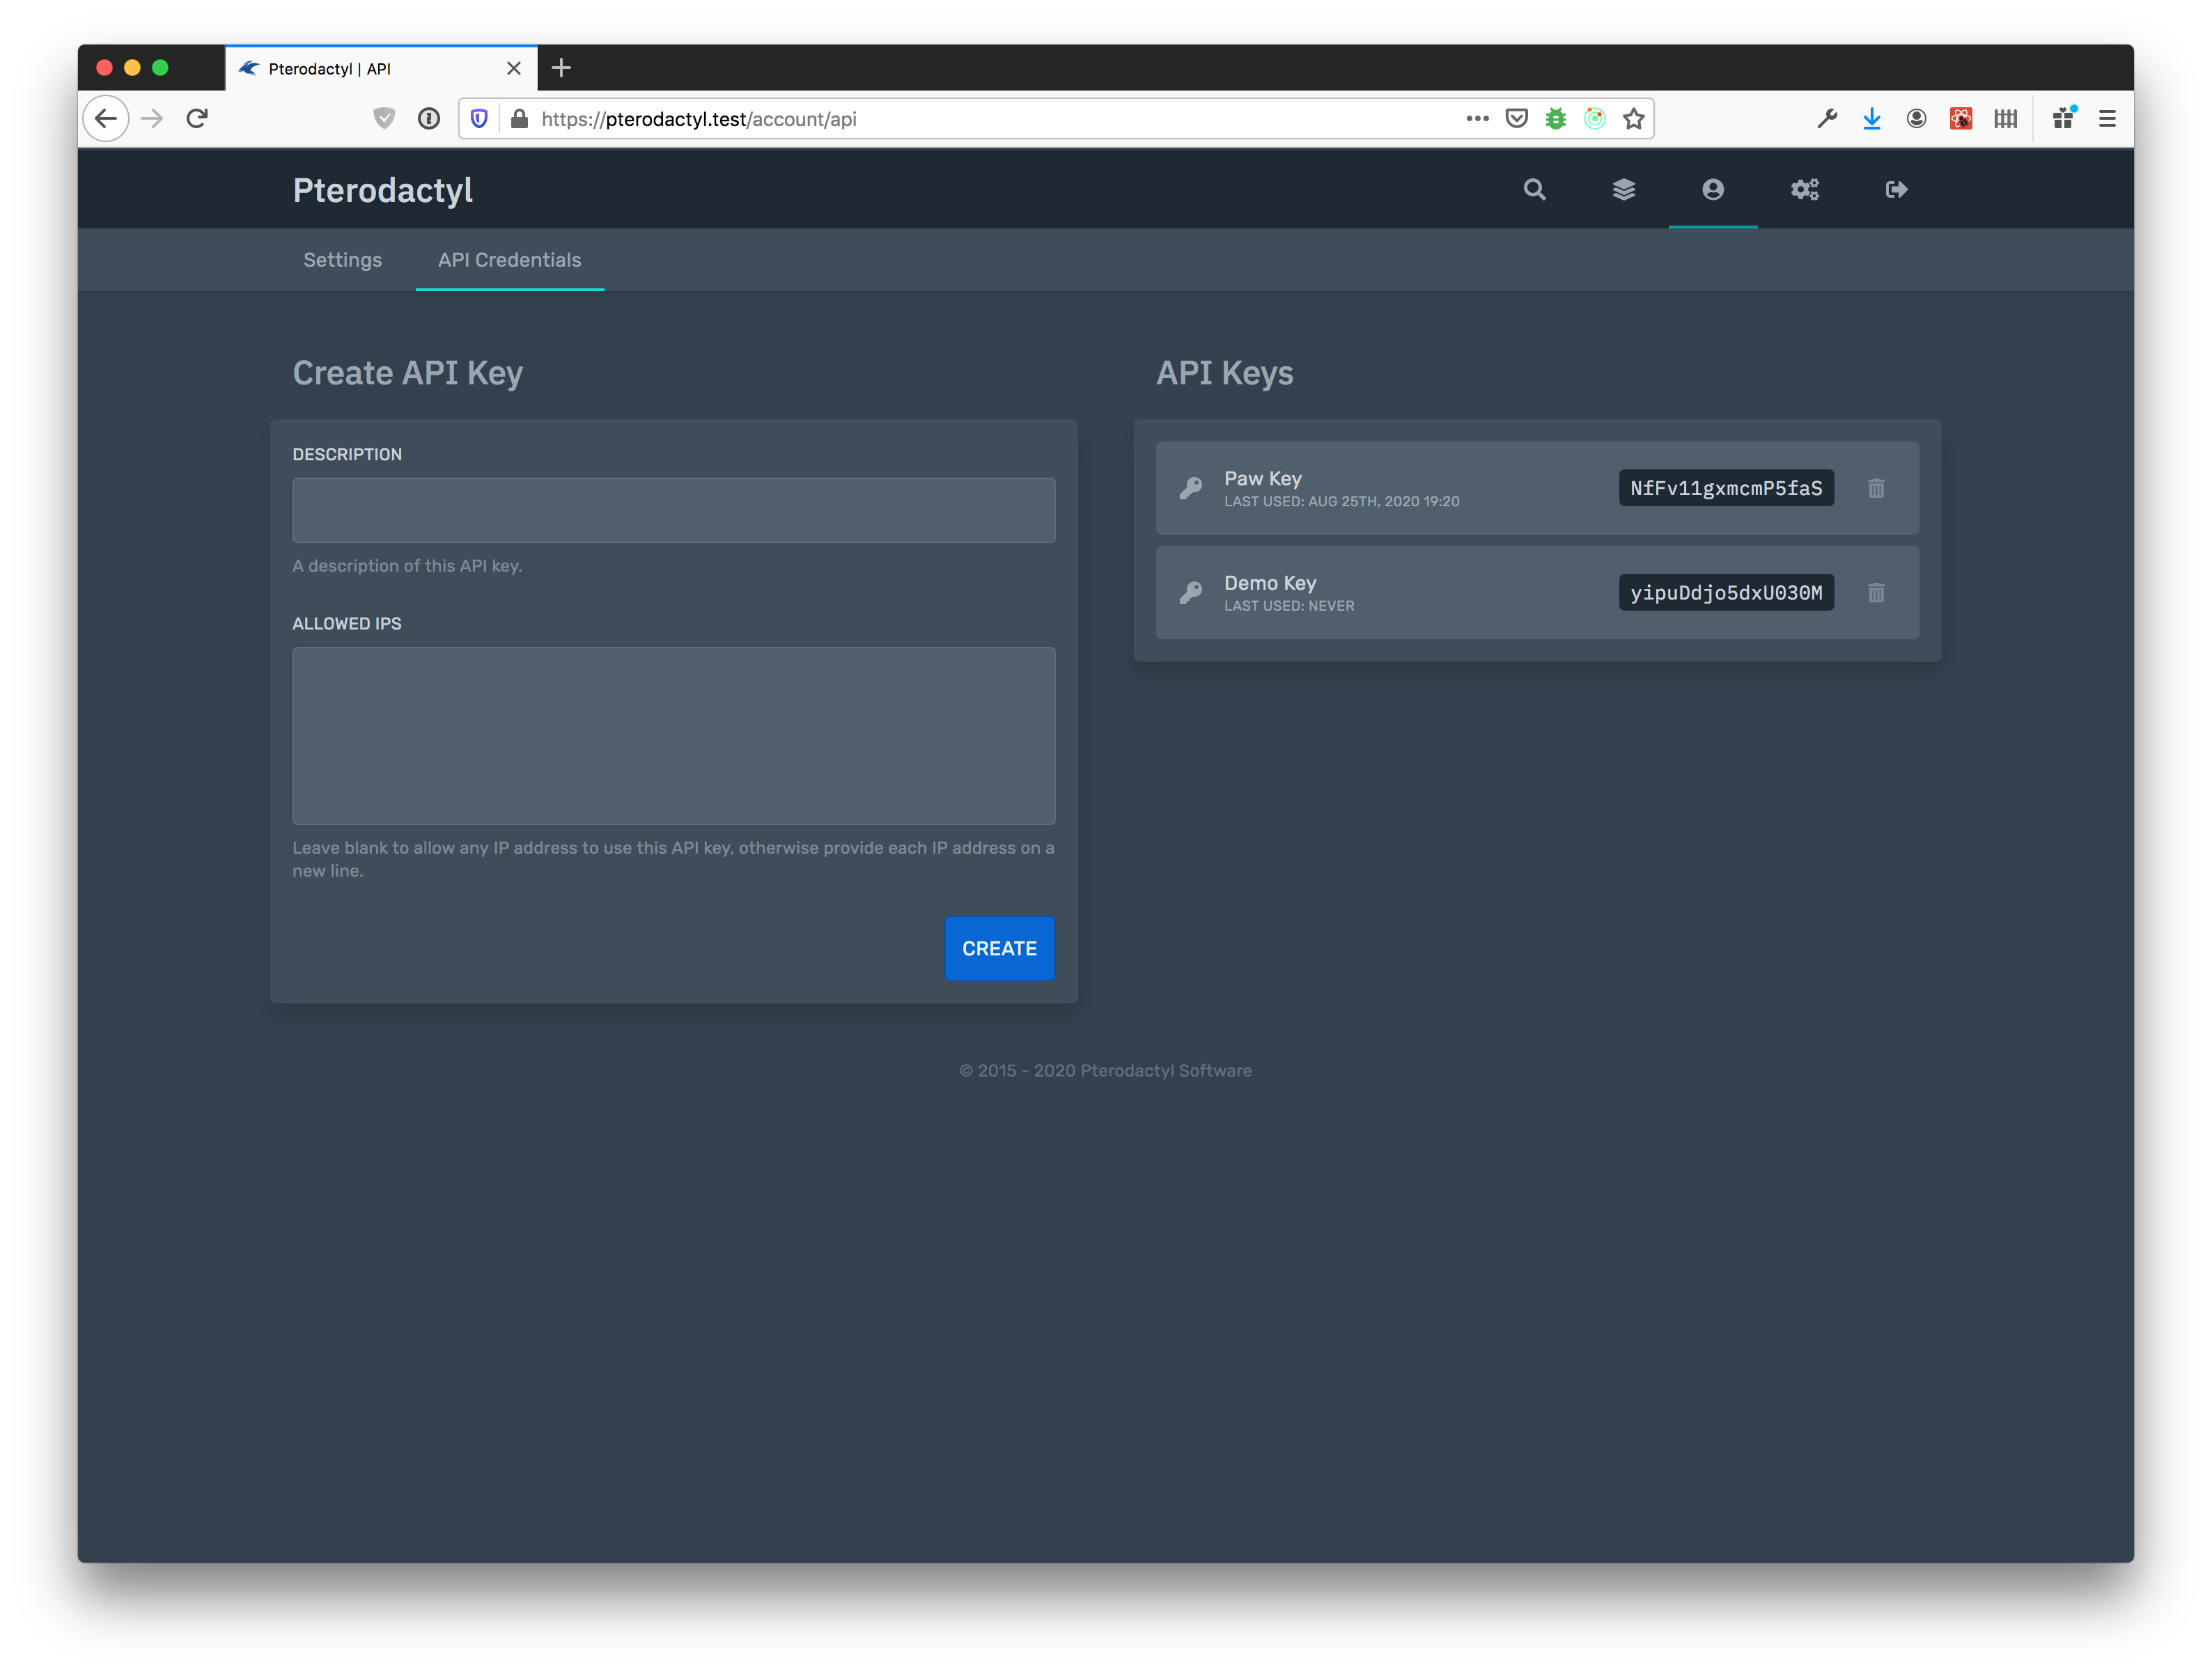 Pterodactyl | API
https://pterodactyl.test/account/api
Pterodactyl
Settings
API Credentials
Create API Key
DESCRIPTION
A description of this API key.
ALLOWED IPS
Leave blank to allow any IP address to use this API key, otherwise provide each IP address on a
new line.
CREATE
API Keys
Paw Key
LAST USED: AUG 25TH, 2020 19:20
NfFv11gxmcmP5faS
Demo Key
LAST USED: NEVER
yipuDdjo5dxU030M
© 2015 - 2020 Pterodactyl Software